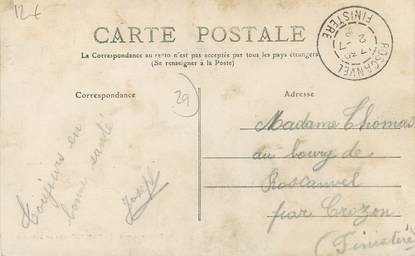 12€
CARTE POSTALE
La Correspondance au recto n'est pas acceptée par tous les pays étrangers
(Se renseigner à la Poste)
ROSCANVEL
FINISTERE
Correspondance
29
Adresse
Toujours en
bonne santé
Joseph
Madame Thomas
au bourg de
Roscanvel
par Crozon
(Finistère)